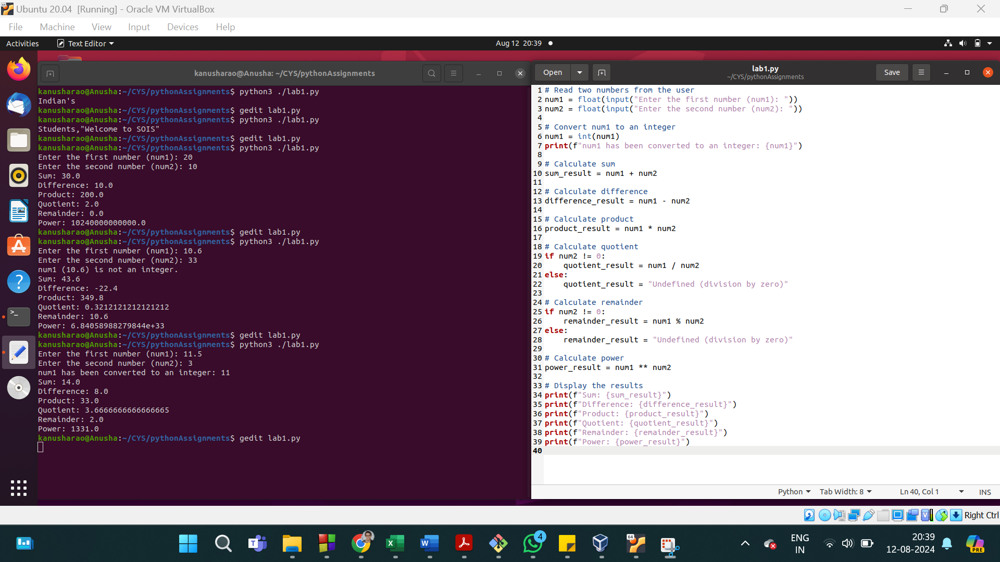 Ubuntu 20.04 [Running] - Oracle VM VirtualBox
File Machine View Input Devices Help
Activities Text Editor Aug 12 20:39
kanusharao@Anusha: ~/CYS/pythonAssignments
kanusharao@Anusha:~/CYS/pythonAssignments$ python3 ./lab1.py
Indian's
kanusharao@Anusha:~/CYS/pythonAssignments$ gedit lab1.py
kanusharao@Anusha:~/CYS/pythonAssignments$ python3 ./lab1.py
Students,"Welcome to SOIS"
kanusharao@Anusha:~/CYS/pythonAssignments$ gedit lab1.py
kanusharao@Anusha:~/CYS/pythonAssignments$ python3 ./lab1.py
Enter the first number (num1): 20
Enter the second number (num2): 10
Sum: 30.0
Difference: 10.0
Product: 200.0
Quotient: 2.0
Remainder: 0.0
Power: 10240000000000.0
kanusharao@Anusha:~/CYS/pythonAssignments$ gedit lab1.py
kanusharao@Anusha:~/CYS/pythonAssignments$ python3 ./lab1.py
Enter the first number (num1): 10.6
Enter the second number (num2): 33
num1 (10.6) is not an integer.
Sum: 43.6
Difference: -22.4
Product: 349.8
Quotient: 0.3212121212121212
Remainder: 10.6
Power: 6.84058988279844e+33
kanusharao@Anusha:~/CYS/pythonAssignments$ gedit lab1.py
kanusharao@Anusha:~/CYS/pythonAssignments$ python3 ./lab1.py
Enter the first number (num1): 11.5
Enter the second number (num2): 3
num1 has been converted to an integer: 11
Sum: 14.0
Difference: 8.0
Product: 33.0
Quotient: 3.6666666666666665
Remainder: 2.0
Power: 1331.0
kanusharao@Anusha:~/CYS/pythonAssignments$ gedit lab1.py
Open lab1.py Save
~/CYS/pythonAssignments
1 # Read two numbers from the user
2 num1 = float(input("Enter the first number (num1): "))
3 num2 = float(input("Enter the second number (num2): "))
4
5 # Convert num1 to an integer
6 num1 = int(num1)
7 print(f"num1 has been converted to an integer: {num1}")
8
9 # Calculate sum
10 sum_result = num1 + num2
11
12 # Calculate difference
13 difference_result = num1 - num2
14
15 # Calculate product
16 product_result = num1 * num2
17
18 # Calculate quotient
19 if num2 != 0:
20     quotient_result = num1 / num2
21 else:
22     quotient_result = "Undefined (division by zero)"
23
24 # Calculate remainder
25 if num2 != 0:
26     remainder_result = num1 % num2
27 else:
28     remainder_result = "Undefined (division by zero)"
29
30 # Calculate power
31 power_result = num1 ** num2
32
33 # Display the results
34 print(f"Sum: {sum_result}")
35 print(f"Difference: {difference_result}")
36 print(f"Product: {product_result}")
37 print(f"Quotient: {quotient_result}")
38 print(f"Remainder: {remainder_result}")
39 print(f"Power: {power_result}")
40
Python Tab Width: 8 Ln 40, Col 1 INS
Right Ctrl
4
64
ENG
IN
20:39
12-08-2024
PRE